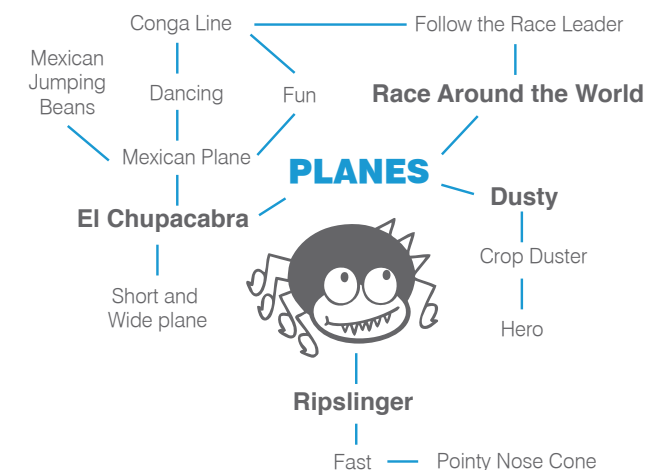 Conga Line
Follow the Race Leader
Mexican
Jumping
Beans
Dancing
Fun
Race Around the World
Mexican Plane
PLANES
Dusty
El Chupacabra
Crop Duster
Short and
Wide plane
Hero
Ripslinger
Fast
Pointy Nose Cone